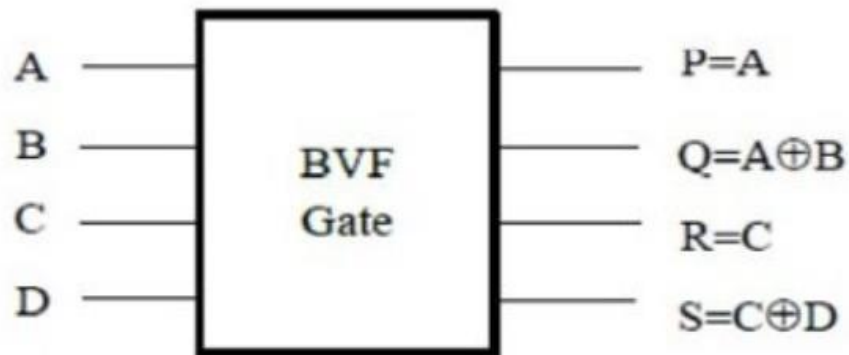 A
B
C
D
BVF
Gate
P=A
Q=A⊕B
R=C
S=C⊕D